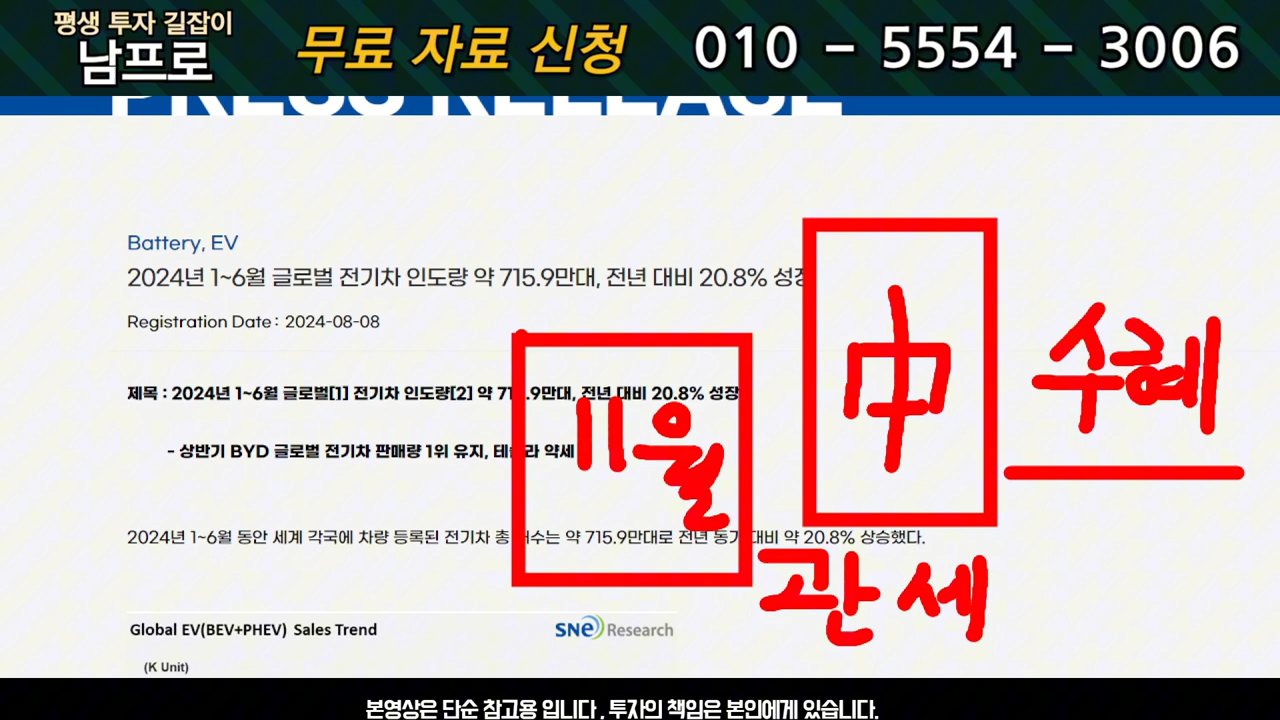 평생 투자 길잡이
남프로
무료 자료 신청
010 - 5554 - 3006
PRESS RELEASE
Battery, EV
2024년 1~6월 글로벌 전기차 인도량 약 715.9만대, 전년 대비 20.8% 성장
Registration Date : 2024-08-08
제목 : 2024년 1~6월 글로벌[1] 전기차 인도량[2] 약 715.9만대, 전년 대비 20.8% 성장
- 상반기 BYD 글로벌 전기차 판매량 1위 유지, 테슬라 약세
11월
中
수혜
관세
2024년 1~6월 동안 세계 각국에 차량 등록된 전기차 총 대수는 약 715.9만대로 전년 동기 대비 약 20.8% 상승했다.
Global EV(BEV+PHEV) Sales Trend
SNe Research
(K Unit)
본영상은 단순 참고용 입니다 , 투자의 책임은 본인에게 있습니다.